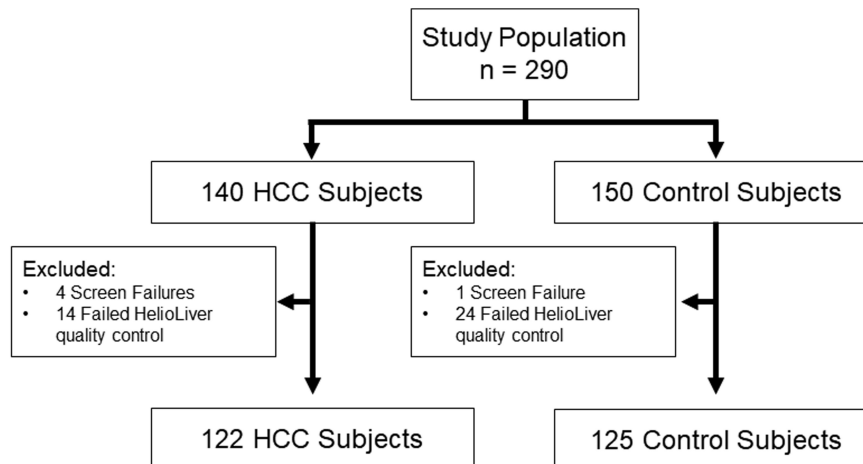 Study Population
n = 290
140 HCC Subjects
150 Control Subjects
Excluded:
• 4 Screen Failures
• 14 Failed HelioLiver
quality control
Excluded:
• 1 Screen Failure
• 24 Failed HelioLiver
quality control
122 HCC Subjects
125 Control Subjects